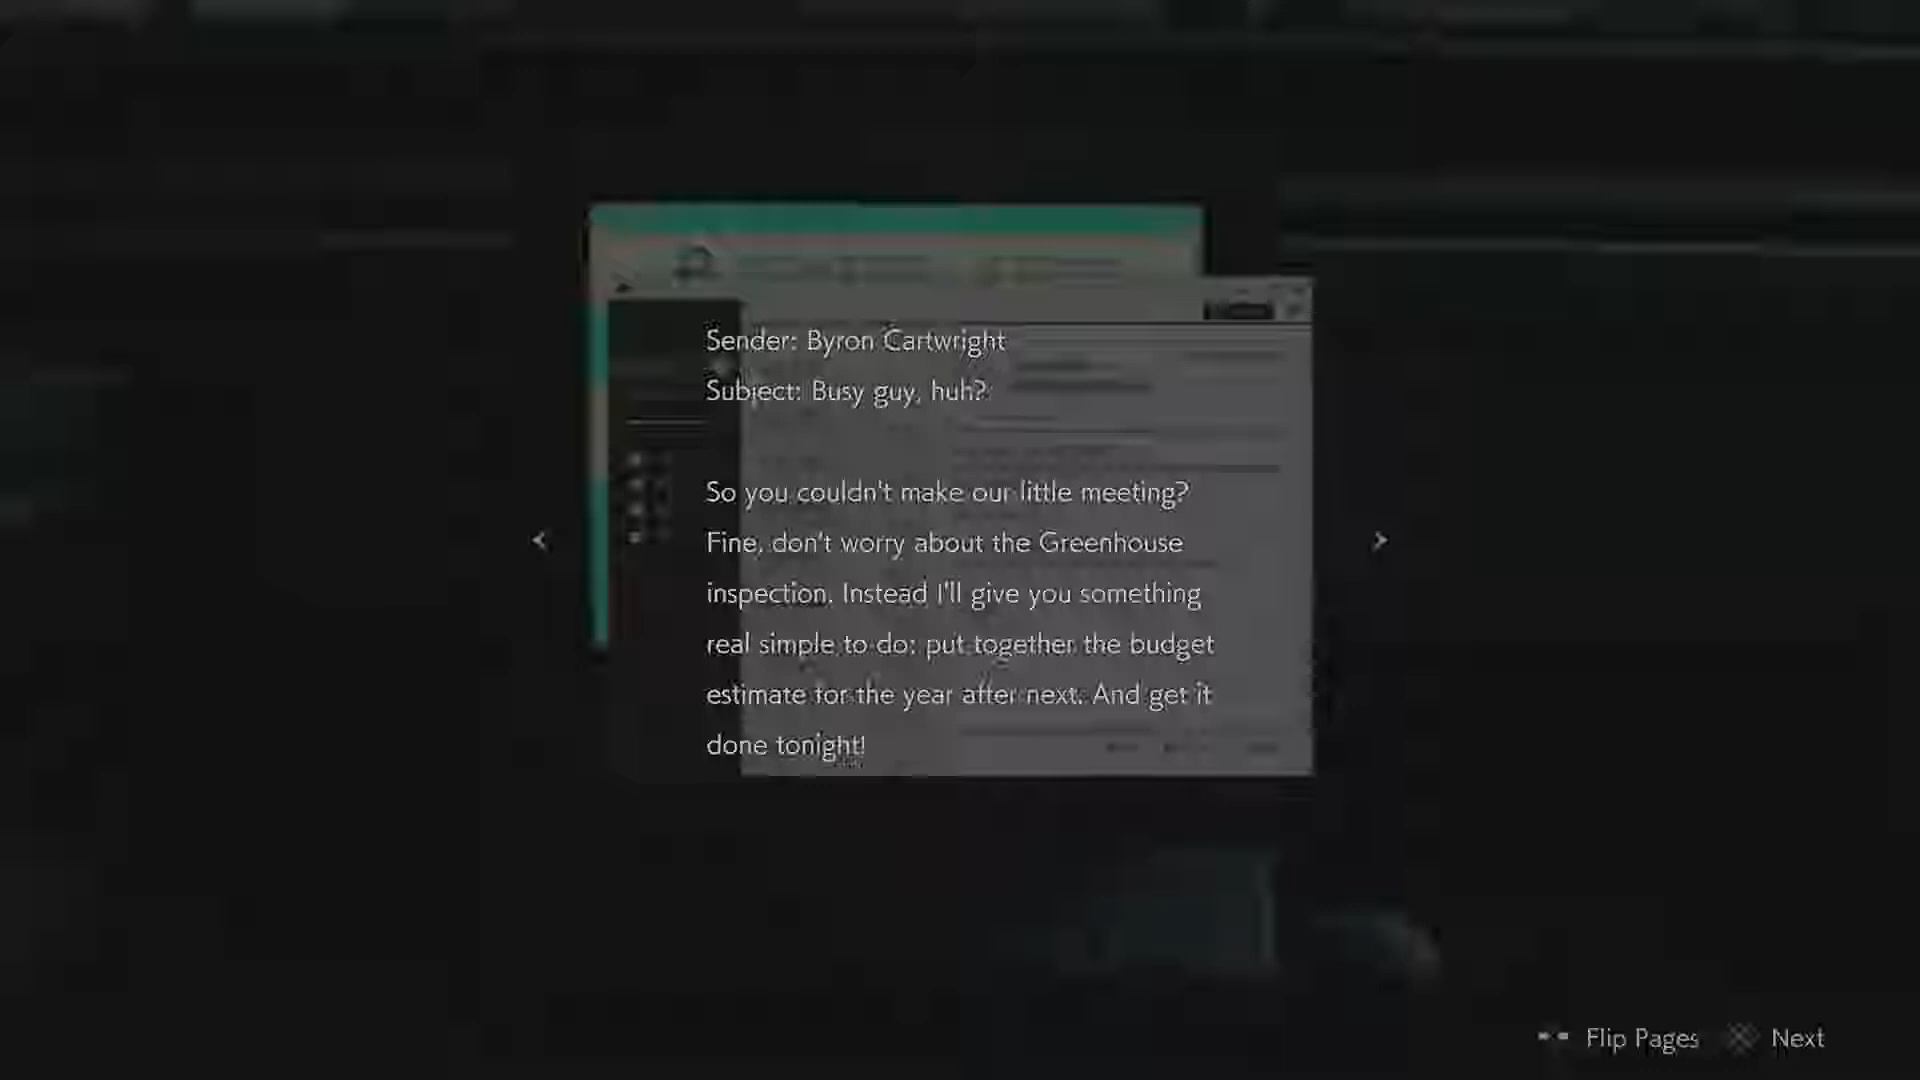 Sender: Byron Cartwright
Subject: Busy guy, huh?
So you couldn't make our little meeting?
Fine, don't worry about the Greenhouse
inspection. Instead I'll give you something
real simple to do: put together the budget
estimate for the year after next. And get it
done tonight!
Flip Pages
Next